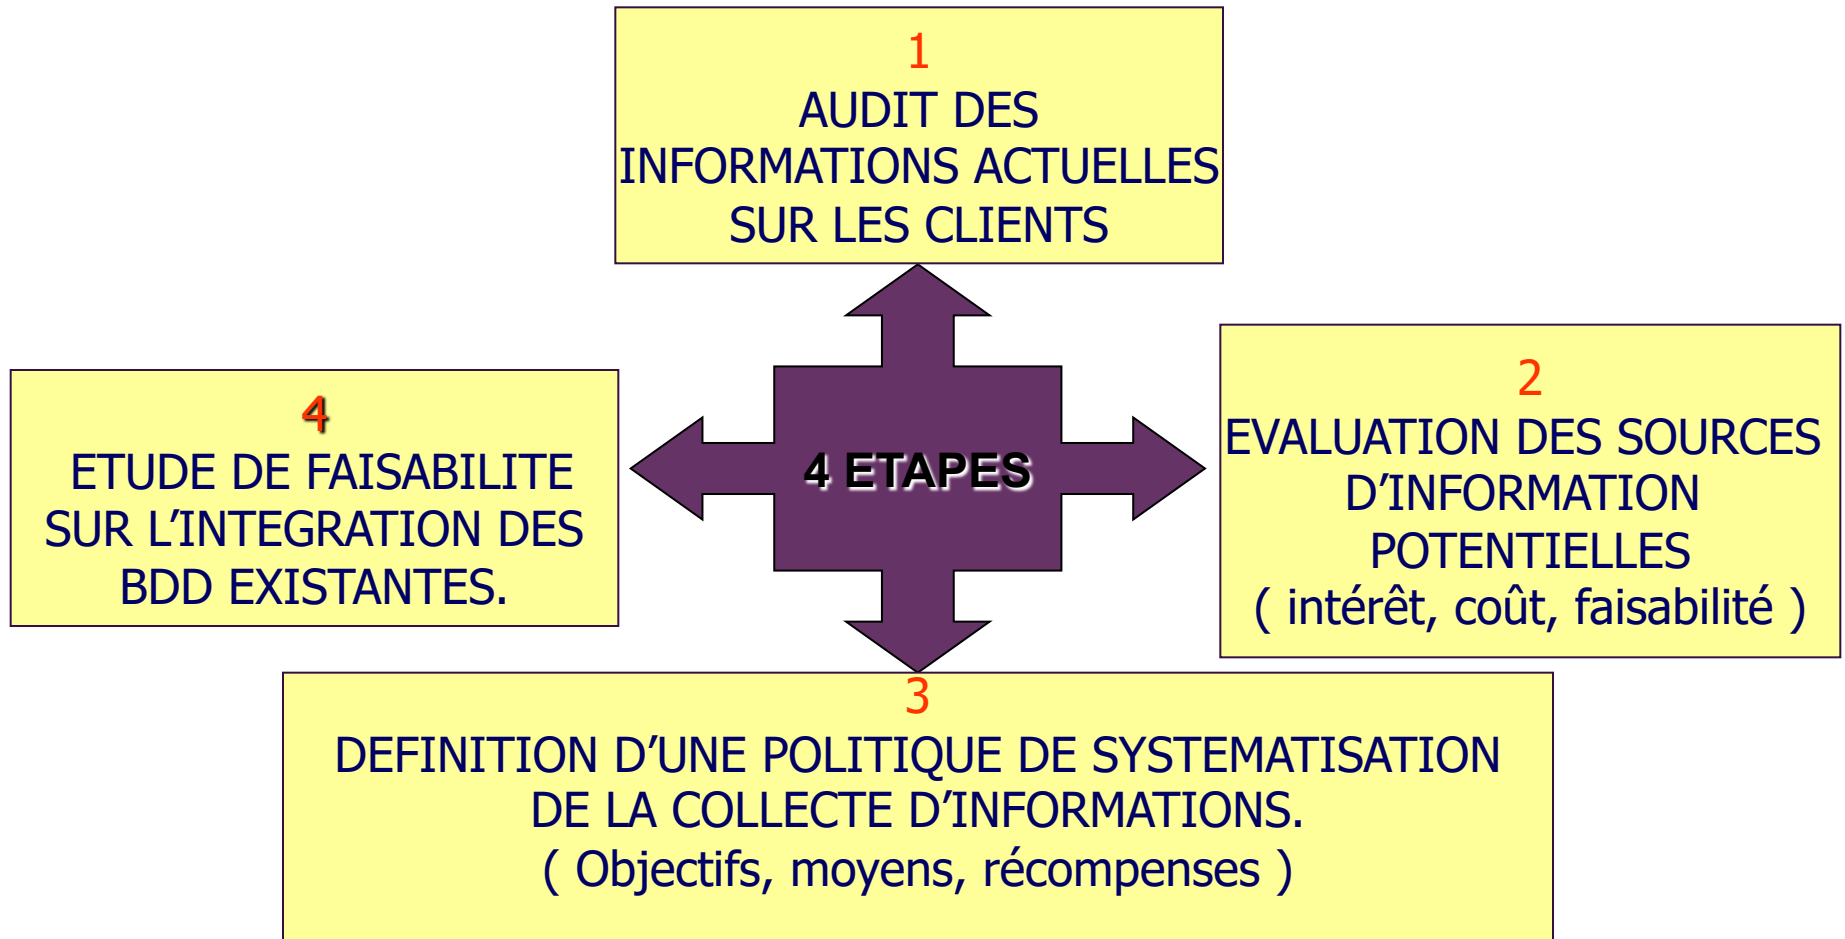 1
AUDIT DES
INFORMATIONS ACTUELLES
SUR LES CLIENTS
2
EVALUATION DES SOURCES
D’INFORMATION
POTENTIELLES
( intérêt, coût, faisabilité )
4 ETAPES
3
DEFINITION D’UNE POLITIQUE DE SYSTEMATISATION
DE LA COLLECTE D’INFORMATIONS.
( Objectifs, moyens, récompenses )
4
ETUDE DE FAISABILITE
SUR L’INTEGRATION DES
BDD EXISTANTES.